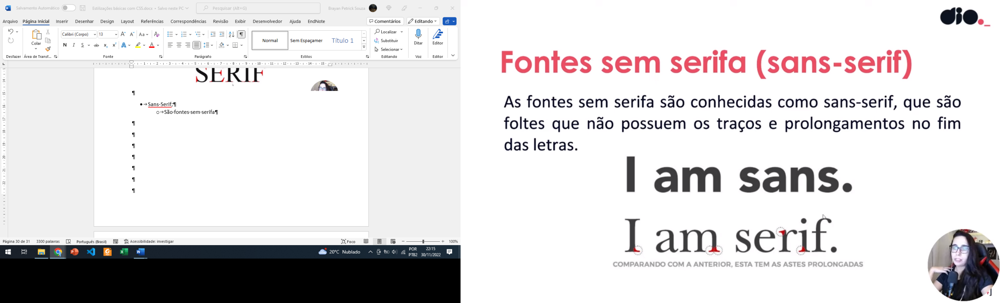 Salvamento Automático
Estilizações básicas com CSS.docx • Salvo neste PC
Pesquisar (Alt+G)
Brayan Petrick Souza
Arquivo Página Inicial Inserir Desenhar Design Layout Referências Correspondências Revisão Exibir Desenvolvedor Ajuda EndNote
Comentários
Editando
Calibri (Corpo) 13
Aa
Colar
N I S ab x₂ x²
A A
Normal
Sem Espaçamer
Título 1
Localizar
Substituir
Selecionar
Ditar
Editor
Desfazer Área de Transf... Fonte Parágrafo Estilos Editando Voz Editor
SERIF
¶
•→Sans-Serif;¶
o→São·fontes·sem·serifa¶
¶
¶
¶
¶
¶
¶
¶
Página 30 de 31 3300 palavras Português (Brasil) Acessibilidade: investigar
Foco
100%
20°C Nublado
POR
PTB2
22:15
30/11/2022
dio._
Fontes sem serifa (sans-serif)
As fontes sem serifa são conhecidas como sans-serif, que são
foltes que não possuem os traços e prolongamentos no fim
das letras.
I am sans.
I am serif.
COMPARANDO COM A ANTERIOR, ESTA TEM AS ASTES PROLONGADAS